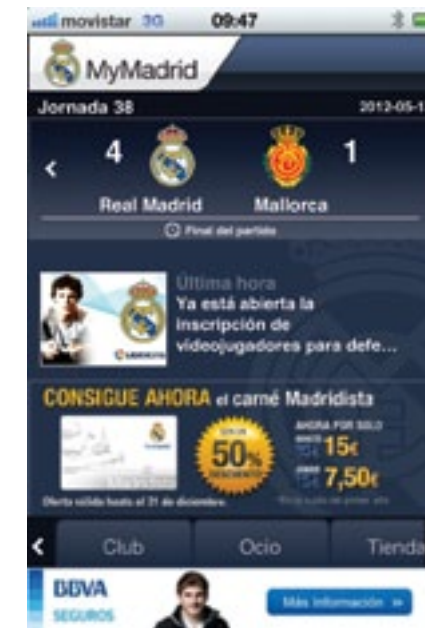 movistar 3G 09:47
MyMadrid
Jornada 38 2012-05-1
4 1
Real Madrid Mallorca
Final del partido
Última hora
Ya está abierta la
inscripción de
videojugadores para defe...
CONSIGUE AHORA el carné Madridista
AHORA POR SOLO
50%
DESCUENTO
15€
7,50€
Oferta válida hasta el 31 de diciembre.
Club Ocio Tienda
BBVA
SEGUROS
Más información »